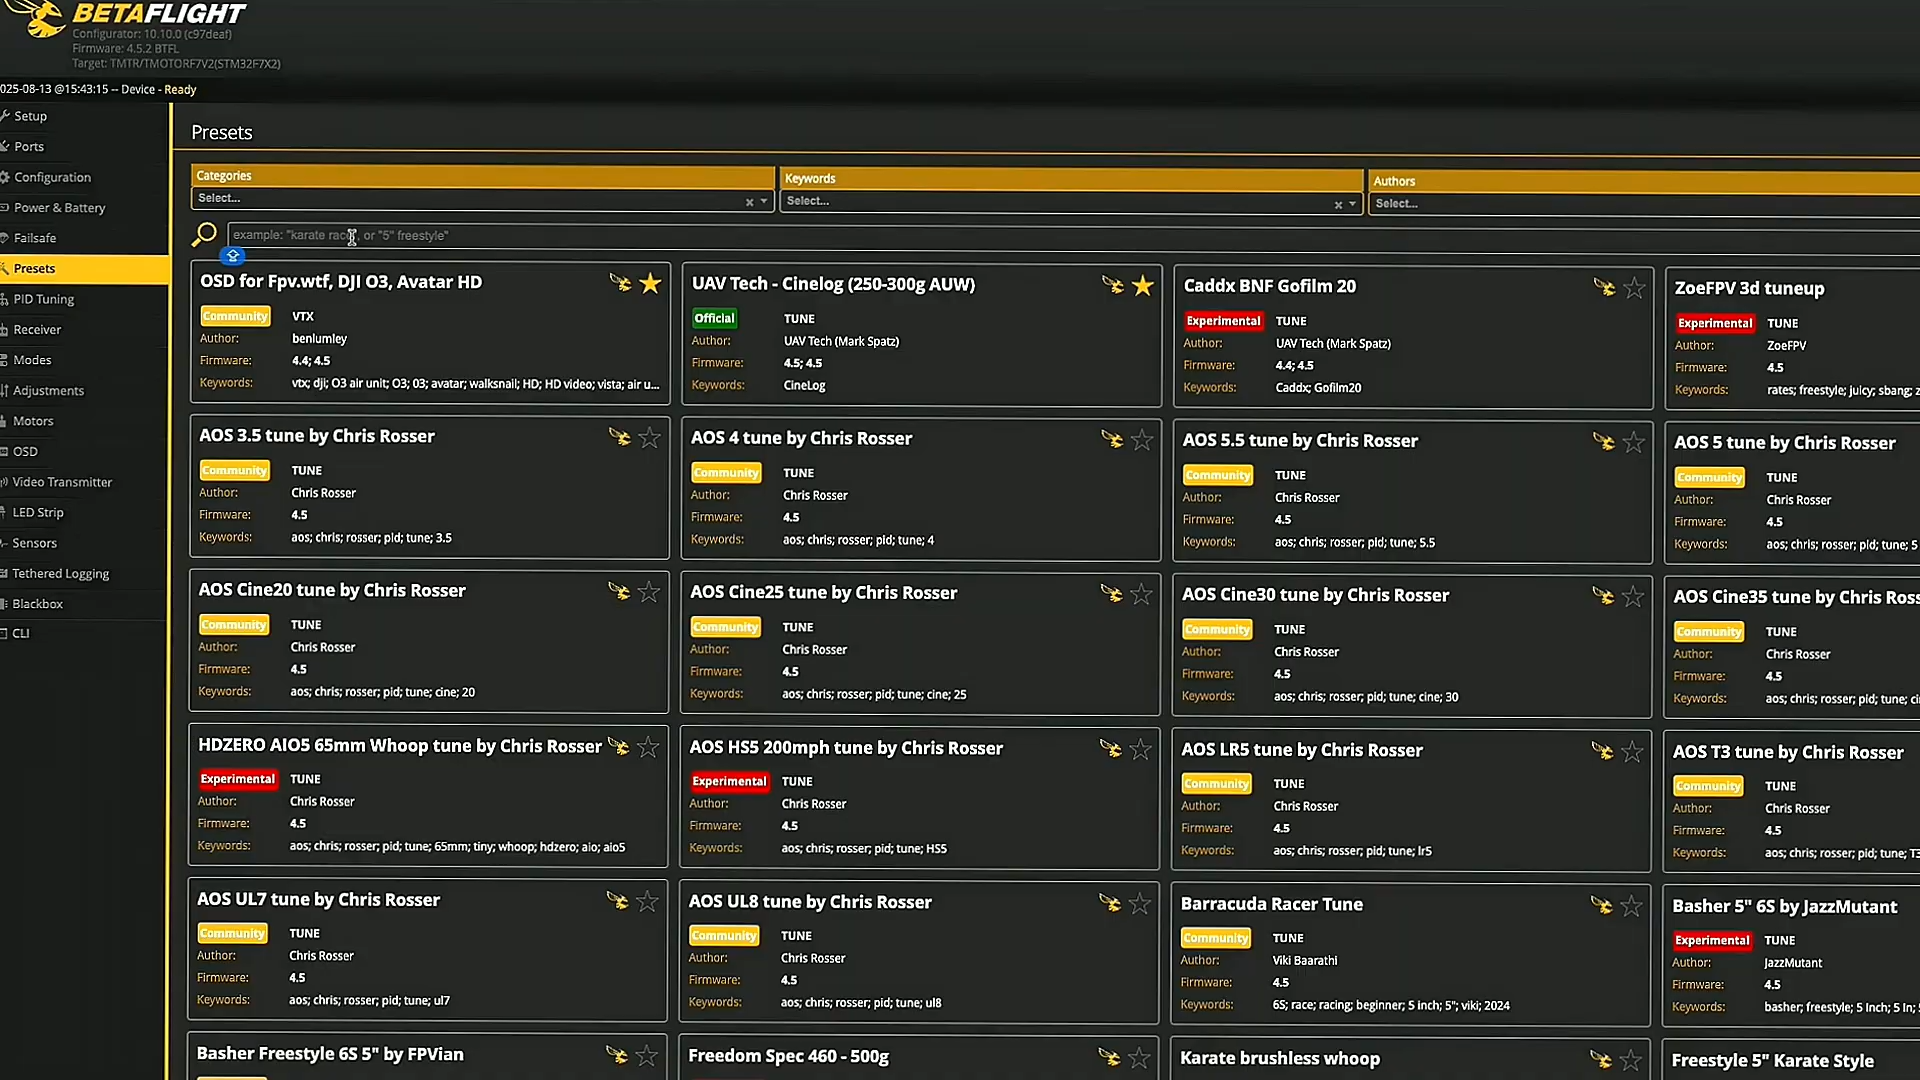 BETAFLIGHT
Configurator: 10.10.0 (c97deaf)
Firmware: 4.5.2 BTFL
Target: TMTR/TMOTORF7V2(STM32F7X2)
025-08-13 @15:43:15 -- Device - Ready
Setup
Ports
Configuration
Power & Battery
Failsafe
Presets
PID Tuning
Receiver
Modes
Adjustments
Motors
OSD
Video Transmitter
LED Strip
Sensors
Tethered Logging
Blackbox
CLI
Presets
Categories
Select...
Keywords
Select...
Authors
Select...
example: "karate race", or "5" freestyle"
OSD for Fpv.wtf, DJI O3, Avatar HD
Community VTX
Author: benlumley
Firmware: 4.4; 4.5
Keywords: vtx; dji; O3 air unit; O3; 03; avatar; walksnail; HD; HD video; vista; air u...
UAV Tech - Cinelog (250-300g AUW)
Official TUNE
Author: UAV Tech (Mark Spatz)
Firmware: 4.5; 4.5
Keywords: CineLog
Caddx BNF Gofilm 20
Experimental TUNE
Author: UAV Tech (Mark Spatz)
Firmware: 4.4; 4.5
Keywords: Caddx; Gofilm20
ZoeFPV 3d tuneup
Experimental TUNE
Author: ZoeFPV
Firmware: 4.5
Keywords: rates; freestyle; juicy; sbang; z
AOS 3.5 tune by Chris Rosser
Community TUNE
Author: Chris Rosser
Firmware: 4.5
Keywords: aos; chris; rosser; pid; tune; 3.5
AOS 4 tune by Chris Rosser
Community TUNE
Author: Chris Rosser
Firmware: 4.5
Keywords: aos; chris; rosser; pid; tune; 4
AOS 5.5 tune by Chris Rosser
Community TUNE
Author: Chris Rosser
Firmware: 4.5
Keywords: aos; chris; rosser; pid; tune; 5.5
AOS 5 tune by Chris Rosser
Community TUNE
Author: Chris Rosser
Firmware: 4.5
Keywords: aos; chris; rosser; pid; tune; 5
AOS Cine20 tune by Chris Rosser
Community TUNE
Author: Chris Rosser
Firmware: 4.5
Keywords: aos; chris; rosser; pid; tune; cine; 20
AOS Cine25 tune by Chris Rosser
Community TUNE
Author: Chris Rosser
Firmware: 4.5
Keywords: aos; chris; rosser; pid; tune; cine; 25
AOS Cine30 tune by Chris Rosser
Community TUNE
Author: Chris Rosser
Firmware: 4.5
Keywords: aos; chris; rosser; pid; tune; cine; 30
AOS Cine35 tune by Chris Ross
Community TUNE
Author: Chris Rosser
Firmware: 4.5
Keywords: aos; chris; rosser; pid; tune; ci
HDZERO AIO5 65mm Whoop tune by Chris Rosser
Experimental TUNE
Author: Chris Rosser
Firmware: 4.5
Keywords: aos; chris; rosser; pid; tune; 65mm; tiny; whoop; hdzero; aio; aio5
AOS HS5 200mph tune by Chris Rosser
Experimental TUNE
Author: Chris Rosser
Firmware: 4.5
Keywords: aos; chris; rosser; pid; tune; HS5
AOS LR5 tune by Chris Rosser
Community TUNE
Author: Chris Rosser
Firmware: 4.5
Keywords: aos; chris; rosser; pid; tune; lr5
AOS T3 tune by Chris Rosser
Community TUNE
Author: Chris Rosser
Firmware: 4.5
Keywords: aos; chris; rosser; pid; tune; T3
AOS UL7 tune by Chris Rosser
Community TUNE
Author: Chris Rosser
Firmware: 4.5
Keywords: aos; chris; rosser; pid; tune; ul7
AOS UL8 tune by Chris Rosser
Community TUNE
Author: Chris Rosser
Firmware: 4.5
Keywords: aos; chris; rosser; pid; tune; ul8
Barracuda Racer Tune
Community TUNE
Author: Viki Baarathi
Firmware: 4.5
Keywords: 6S; race; racing; beginner; 5 inch; 5"; viki; 2024
Basher 5" 6S by JazzMutant
Experimental TUNE
Author: JazzMutant
Firmware: 4.5
Keywords: basher; freestyle; 5 Inch; 5 In; 5
Basher Freestyle 6S 5" by FPVian
Freedom Spec 460 - 500g
Karate brushless whoop
Freestyle 5" Karate Style